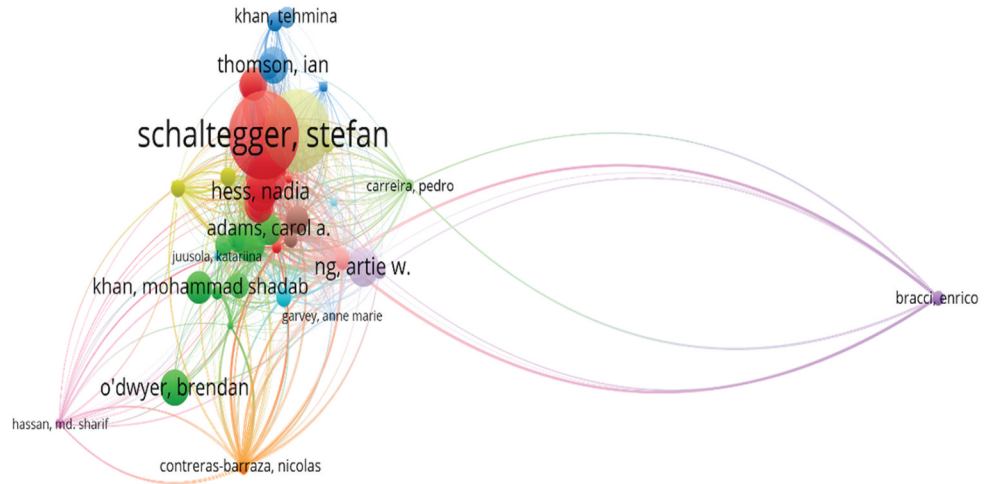 khan, tehmina
thomson, ian
schaltegger, stefan
carreira, pedro
hess, nadia
adams, carol a.
juusola, katariina
ng, artie w.
khan, mohammad shadab
bracci, enrico
garvey, anne marie
o'dwyer, brendan
hassan, md. sharif
contreras-barraza, nicolas